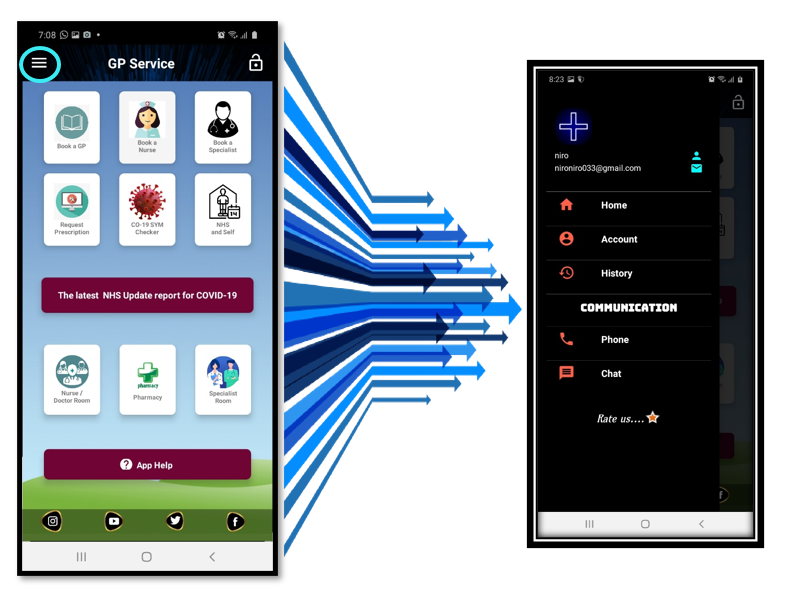 7:08
GP Service
Book a GP
Book a
Nurse
Book a
Specialist
Request
Prescription
CO-19 SYM
Checker
14
NHS
and Self
The latest NHS Update report for COVID-19
Nurse /
Doctor Room
pharmacy
Pharmacy
Specialist
Room
? App Help
f
8:23
niro
nironiro033@gmail.com
Home
Account
History
COMMUNICATION
Phone
Chat
Rate us....
f